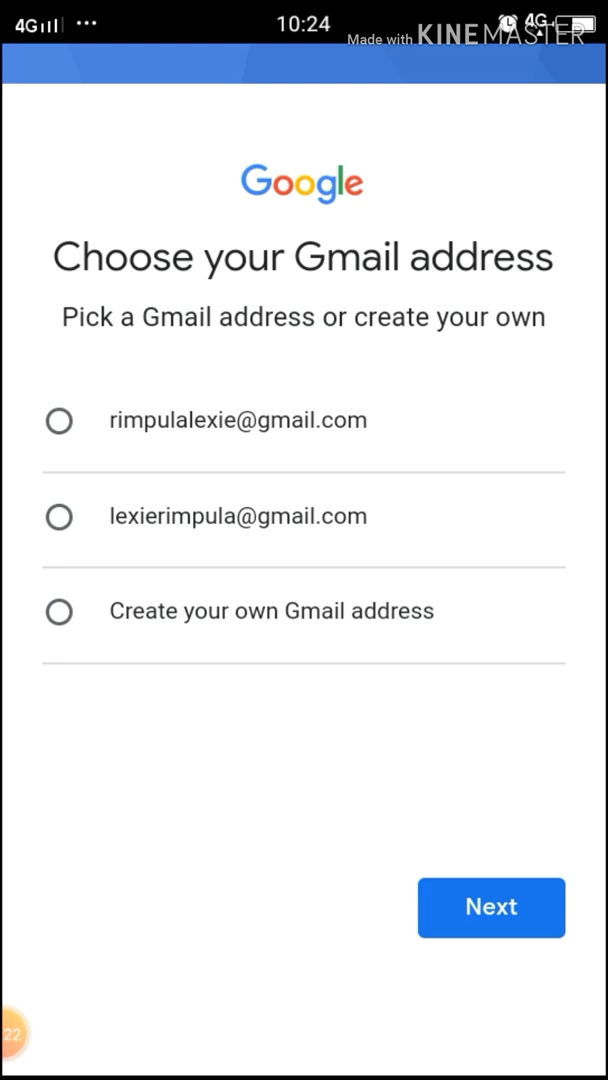 4G 10:24 4G
Made with KINEMASTER
Google
Choose your Gmail address
Pick a Gmail address or create your own
rimpulalexie@gmail.com
lexierimpula@gmail.com
Create your own Gmail address
Next
22